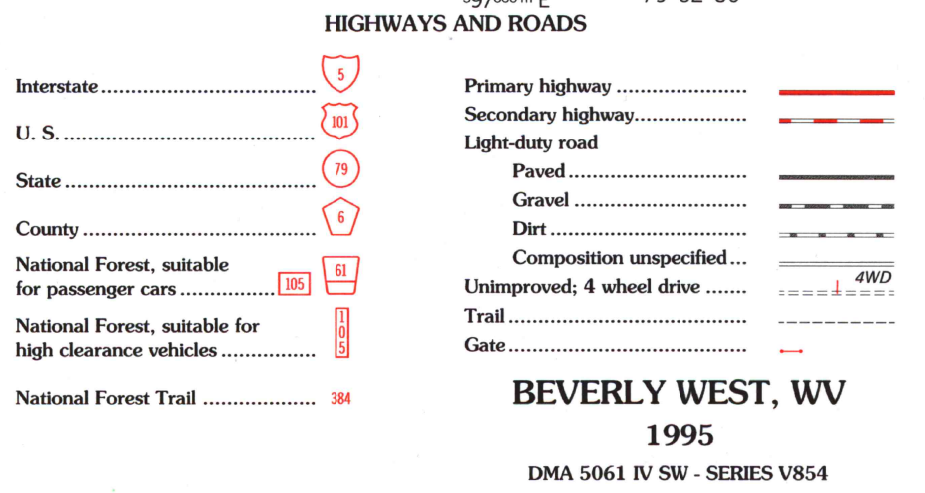 HIGHWAYS AND ROADS
Interstate
5
U. S.
101
State
79
County
6
National Forest, suitable
for passenger cars
105
61
National Forest, suitable for
high clearance vehicles
105
National Forest Trail
384
Primary highway
Secondary highway
Light-duty road
Paved
Gravel
Dirt
Composition unspecified
Unimproved; 4 wheel drive
4WD
Trail
Gate
BEVERLY WEST, WV
1995
DMA 5061 IV SW - SERIES V854